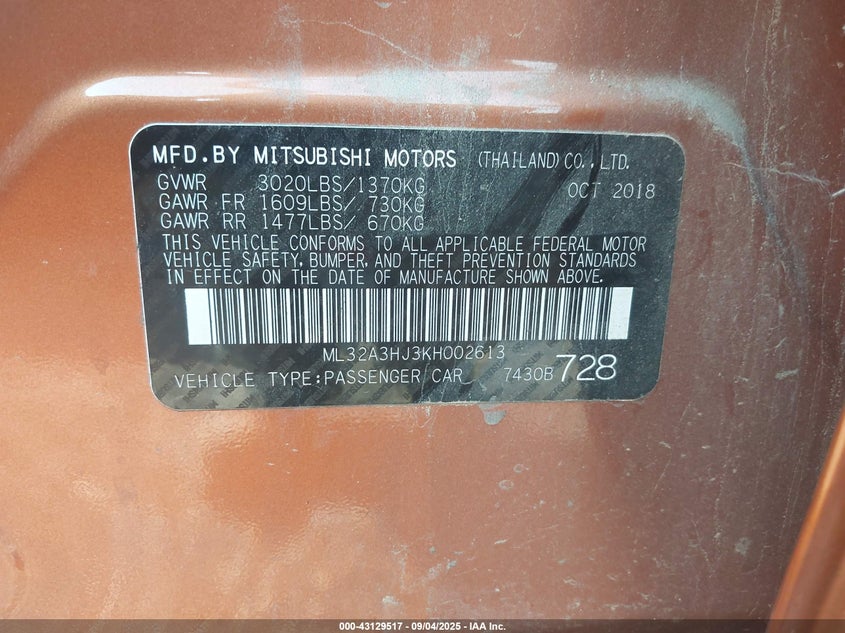 MFD.BY MITSUBISHI MOTORS (THAILAND) CO., LTD.
GVWR 3020LBS/1370KG OCT 2018
GAWR FR 1609LBS/ 730KG
GAWR RR 1477LBS/ 670KG
THIS VEHICLE CONFORMS TO ALL APPLICABLE FEDERAL MOTOR
VEHICLE SAFETY, BUMPER, AND THEFT PREVENTION STANDARDS
IN EFFECT ON THE DATE OF MANUFACTURE SHOWN ABOVE.
ML32A3HJ3KH002613
VEHICLE TYPE:PASSENGER CAR 7430B 728
000-43129517 - 09/04/2025 - IAA Inc.